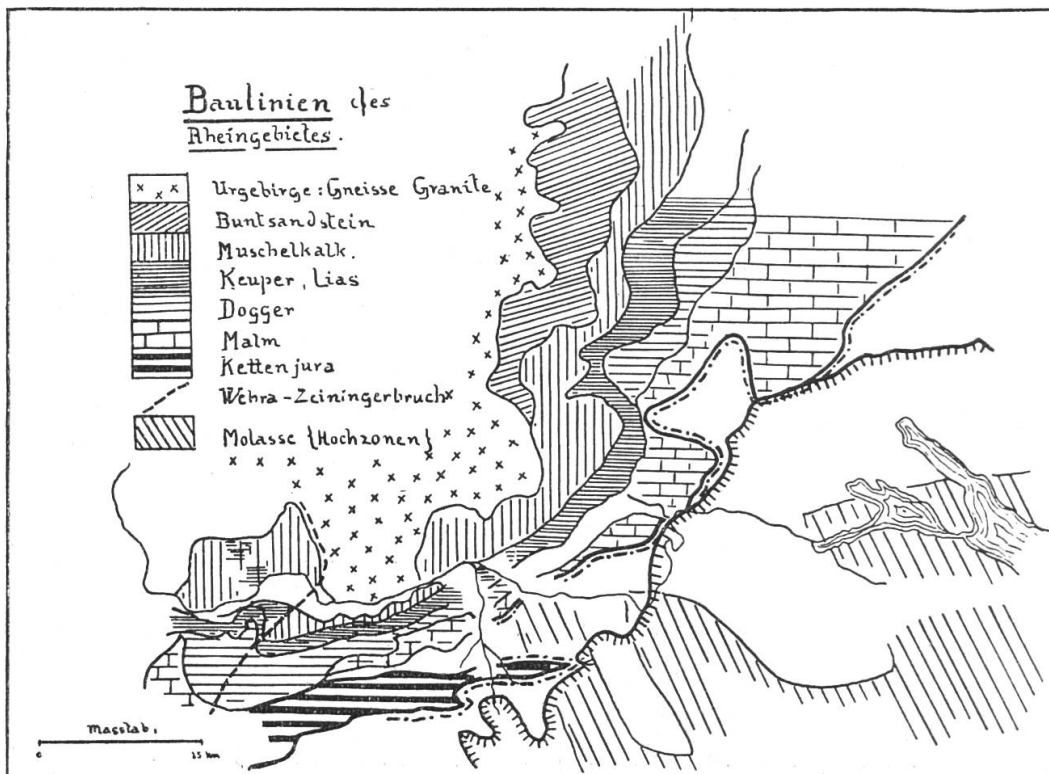 Baulinien des
Rheingebietes.
Urgebirge: Gneisse Granite
Buntsandstein
Muschelkalk.
Keuper, Lias
Dogger
Malm
Kettenjura
Wehra-Zeiningerbruch
Molasse {Hochzonen}
Masstab.
0 15 km